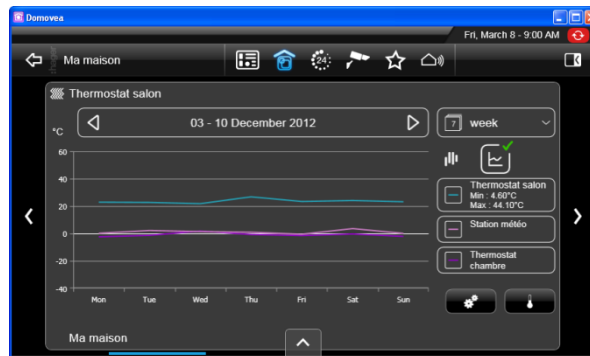 Domovea
Fri, March 8 - 9:00 AM
Ma maison
24
Thermostat salon
03 - 10 December 2012
7 week
°C
60
40
20
0
-20
-40
Mon Tue Wed Thu Fri Sat Sun
Thermostat salon
Min : 4.60°C
Max : 44.10°C
Station météo
Thermostat
chambre
Ma maison